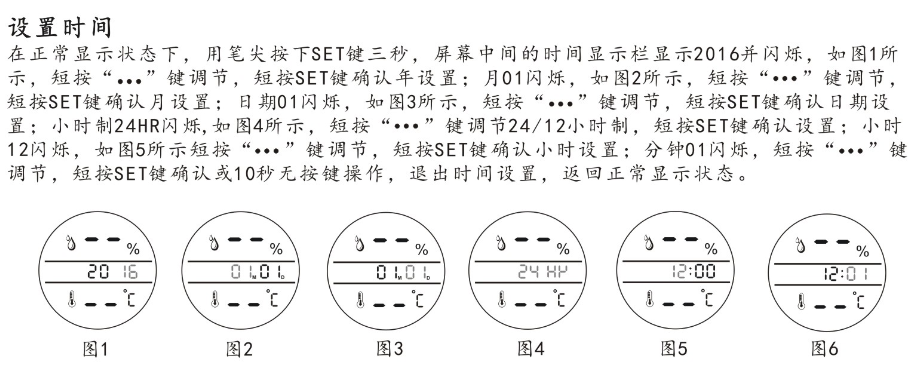 设置时间
在正常显示状态下，用笔尖按下SET键三秒，屏幕中间的时间显示栏显示2016并闪烁，如图1所
示，短按“•••”键调节，短按SET键确认年设置；月01闪烁，如图2所示，短按“•••”键调节，
短按SET键确认月设置；日期01闪烁，如图3所示，短按“•••”键调节，短按SET键确认日期设
置；小时制24HR闪烁,如图4所示，短按“•••”键调节24/12小时制，短按SET键确认设置；小时
12闪烁，如图5所示短按“•••”键调节，短按SET键确认小时设置；分钟01闪烁，短按“•••”键
调节，短按SET键确认或10秒无按键操作，退出时间设置，返回正常显示状态。
-- % 2016 -- °C
-- % 01M01D -- °C
-- % 01M01D -- °C
-- % 24HR -- °C
-- % 12:00 -- °C
-- % 12:01 -- °C
图1 图2 图3 图4 图5 图6